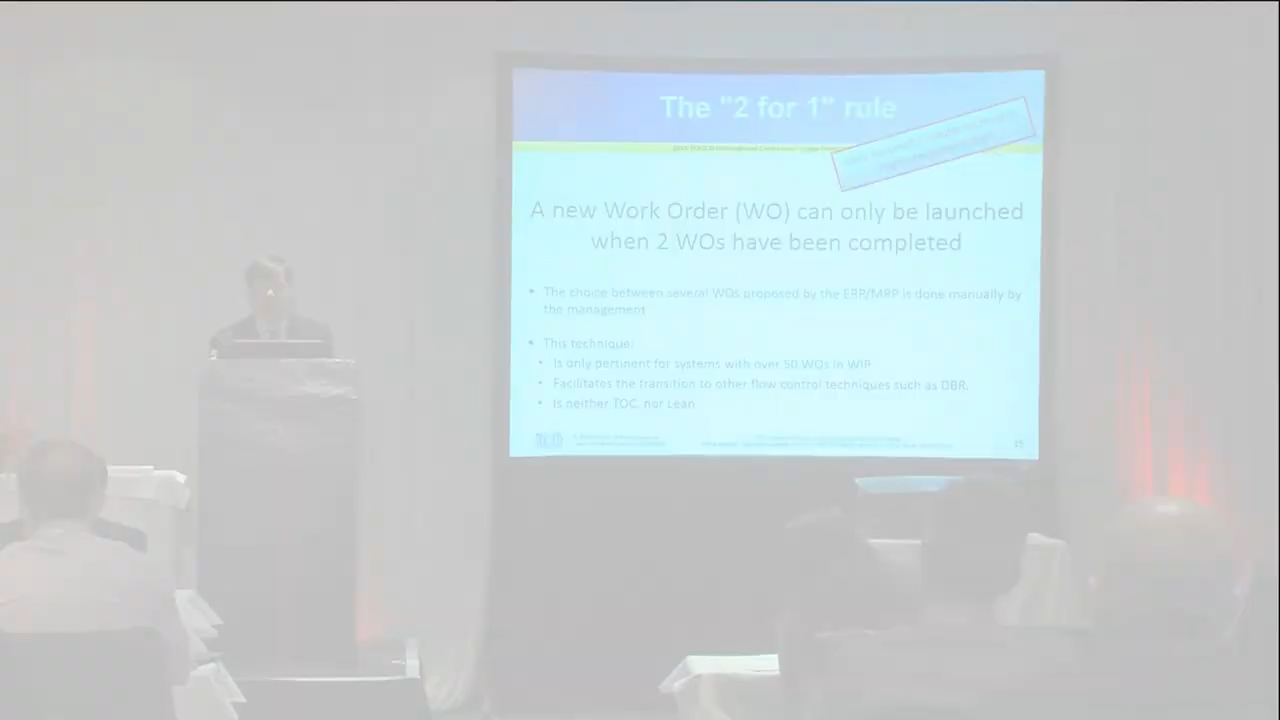 The "2 for 1" rule
A new Work Order (WO) can only be launched
when 2 WOs have been completed
• The choice between several WOs proposed by the ERP/MRP is done manually by
the management
• This technique:
• Is only pertinent for systems with over 50 WOs in WIP
• Facilitates the transition to other flow control techniques such as DBR.
• Is neither TOC, nor Lean
15